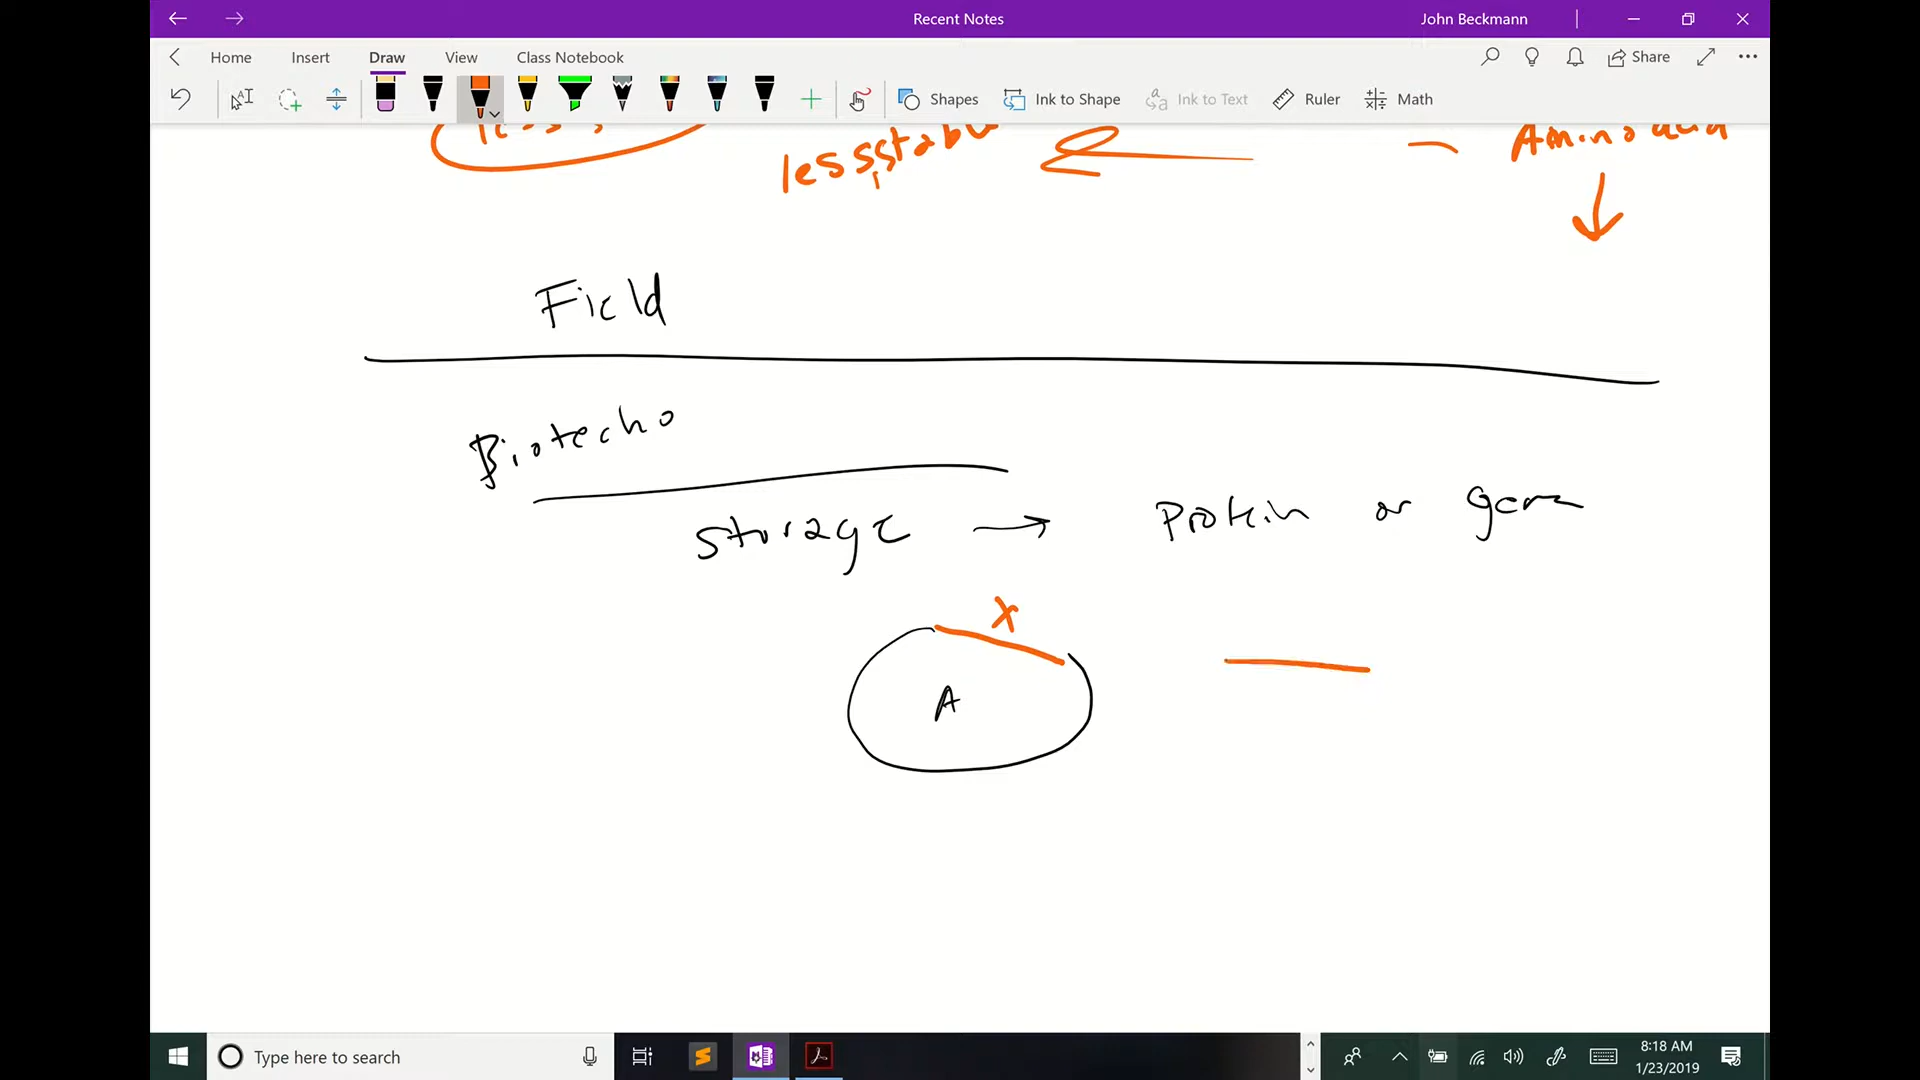 Recent Notes
John Beckmann
Home Insert Draw View Class Notebook
Share
Shapes Ink to Shape Ink to Text Ruler Math
less stable
Amino acid
Field
Biotechno
storage → Protein or gene
X
A
Type here to search
8:18 AM
1/23/2019